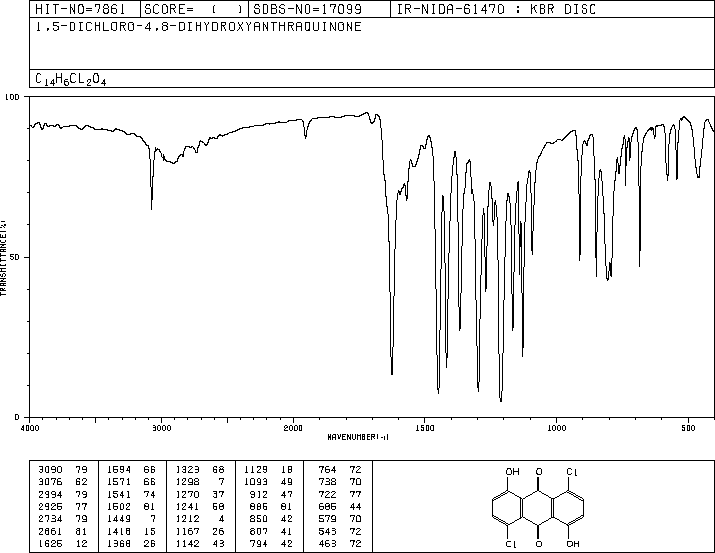 HIT-NO=7861 SCORE= ( ) SDBS-NO=17099 IR-NIDA-61470 : KBR DISC
1,5-DICHLORO-4,8-DIHYDROXYANTHRAQUINONE
C14H6CL2O4
100
50
0
TRANSMITTANCE(%)
4000 3000 2000 1500 1000 500
WAVENUMBER(-1)
3090 79 1594 66 1323 68 1129 18 764 72
3076 62 1571 66 1298 7 1093 49 738 70
2994 79 1541 74 1270 37 912 47 722 77
2925 77 1502 81 1241 58 886 81 686 44
2734 79 1449 7 1212 4 850 42 579 70
2661 81 1418 15 1167 26 807 41 543 72
1625 12 1368 26 1142 43 794 42 463 72
OH O Cl
Cl O OH